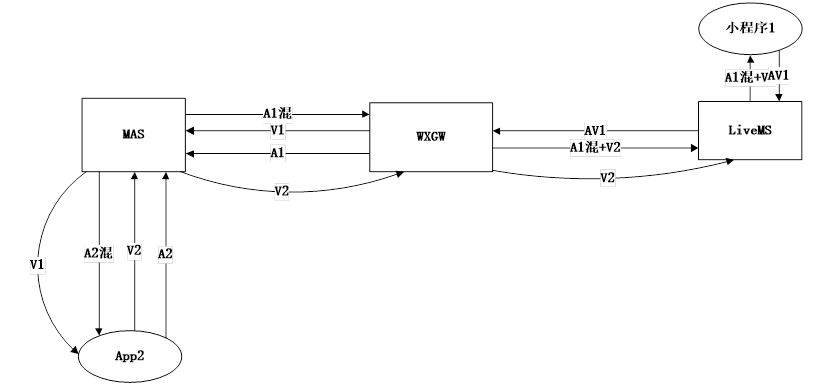 小程序1
A1混+V
AV1
MAS
A1混
V1
A1
V2
WXGW
AV1
A1混+V2
V2
LiveMS
V1
A2混
V2
A2
App2